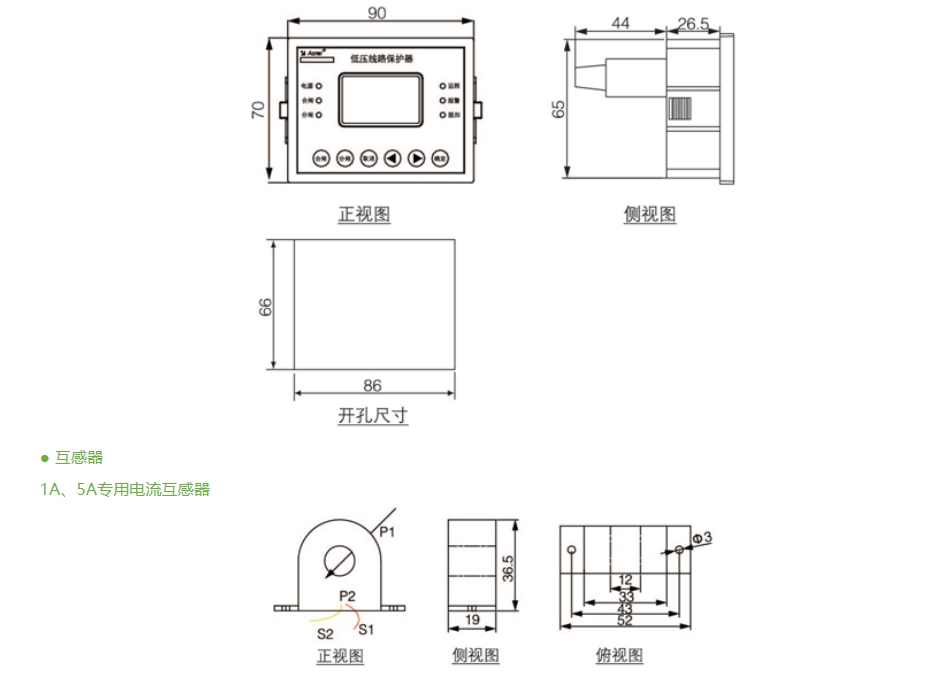 90
44
26.5
Acrel
低压线路保护器
70
65
电源
合闸
分闸
远程
报警
合闸
分闸
取消
确定
正视图
侧视图
66
86
开孔尺寸
● 互感器
1A、5A专用电流互感器
P1
Φ3
36.5
P2
12
33
43
52
19
S2
S1
正视图
侧视图
俯视图